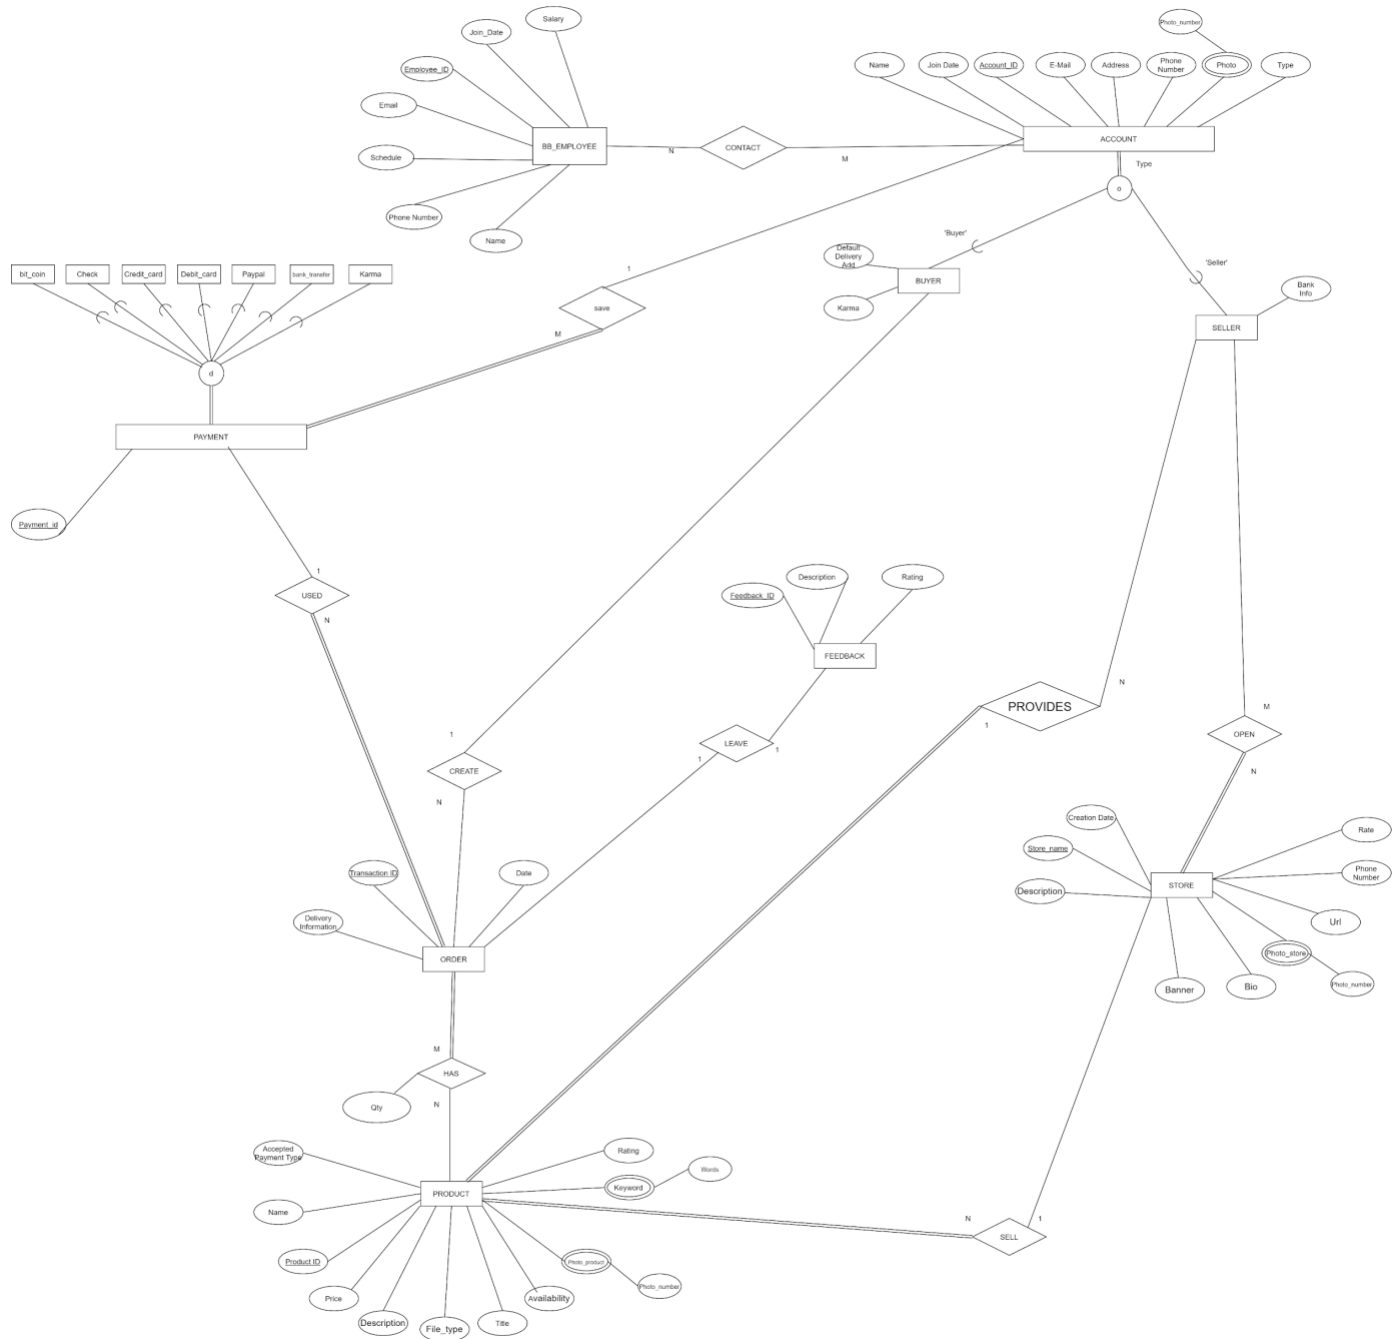 Photo_number
Salary
Join_Date
Employee_ID
Email
Schedule
Phone Number
Name
BB_EMPLOYEE
N
CONTACT
M
Name
Join Date
Account_ID
E-Mail
Address
Phone
Number
Photo
Type
ACCOUNT
Type
o
'Buyer'
'Seller'
Default
Delivery
Add
Karma
BUYER
Bank
Info
SELLER
bit_coin
Check
Credit_card
Debit_card
Paypal
bank_transfer
Karma
d
1
save
M
PAYMENT
Payment_id
1
USED
N
Feedback_ID
Description
Rating
FEEDBACK
PROVIDES
N
1
M
OPEN
N
1
CREATE
N
LEAVE
1
1
Creation Date
Store_name
Description
STORE
Rate
Phone
Number
Url
Photo_store
Photo_number
Banner
Bio
Transaction ID
Date
Delivery
Information
ORDER
M
HAS
N
Qty
Accepted
Payment Type
Name
Product ID
Price
Description
File_type
Title
Availability
Photo_product
Photo_number
PRODUCT
Rating
Keyword
Words
N
SELL
1